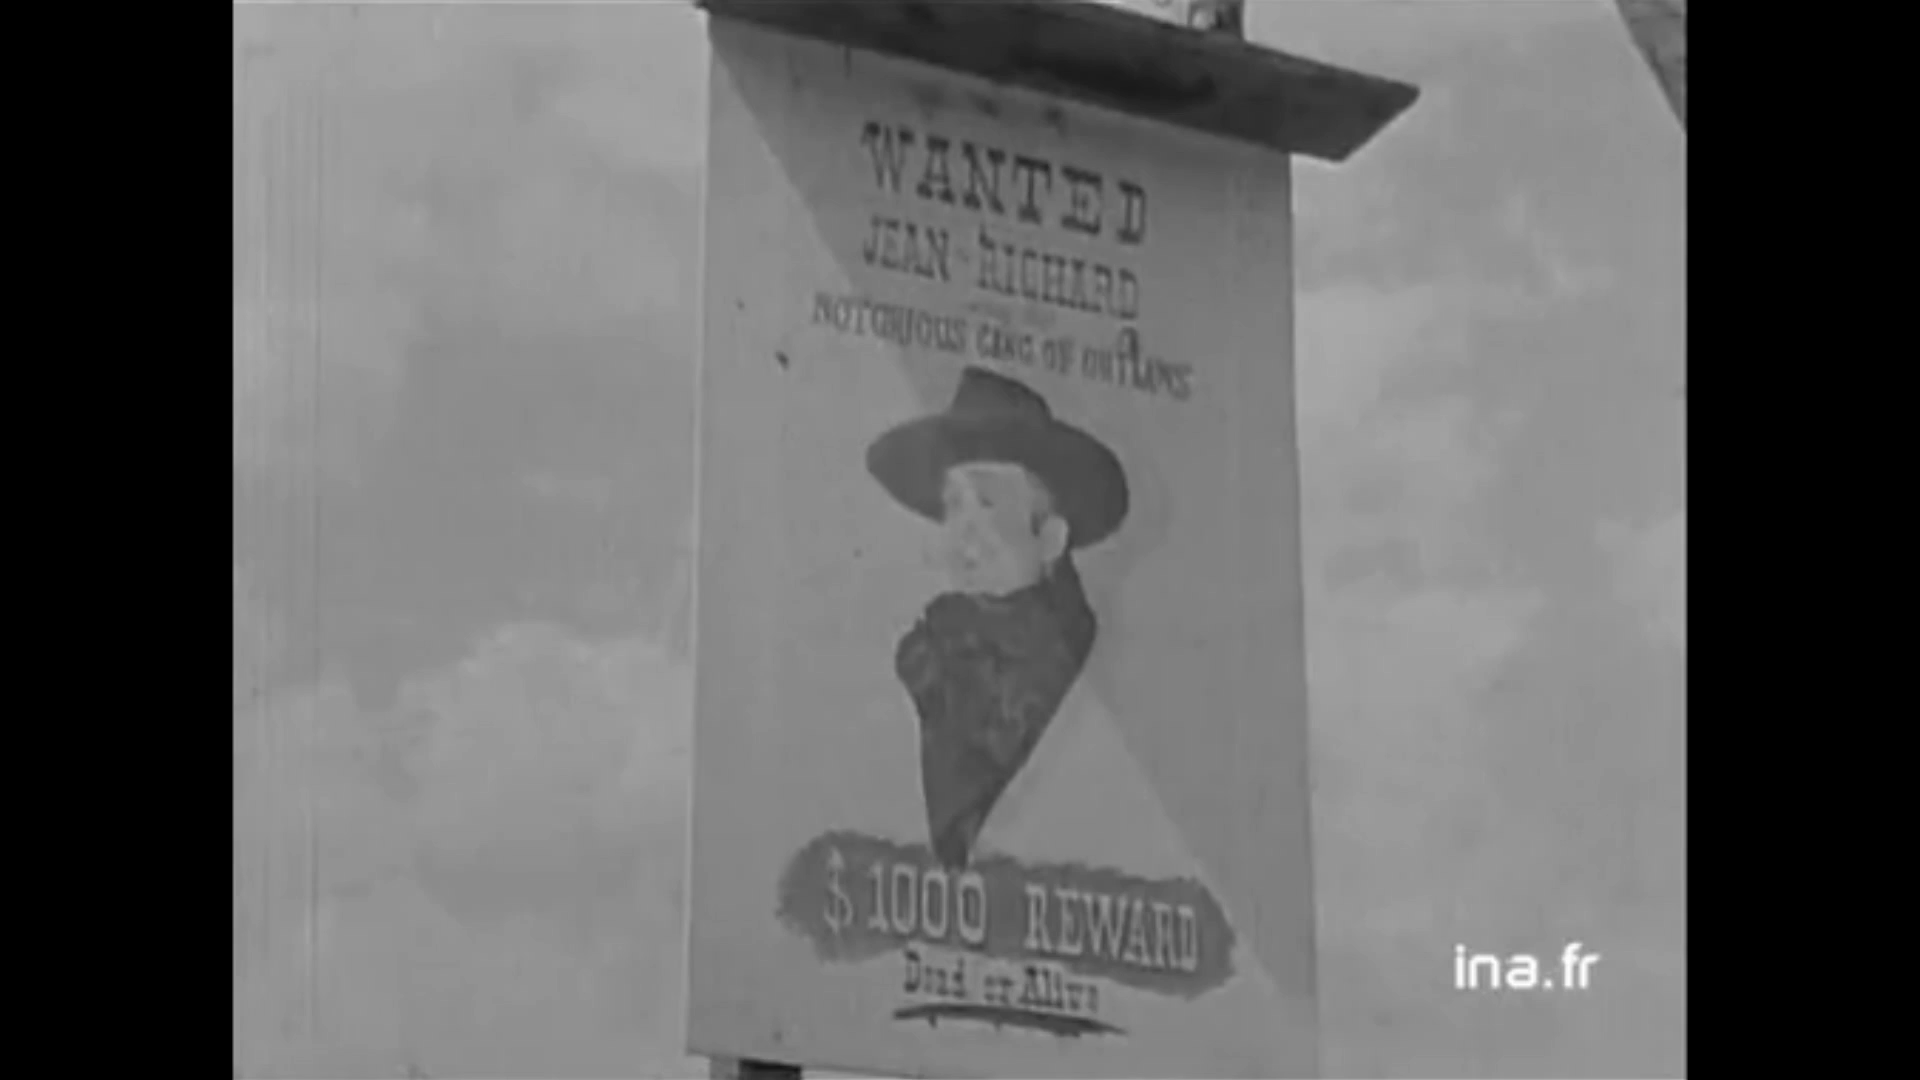 WANTED
JEAN-RICHARD
NOTORIOUS GANG OF OUTLAWS
$1000 REWARD
Dead or Alive
ina.fr